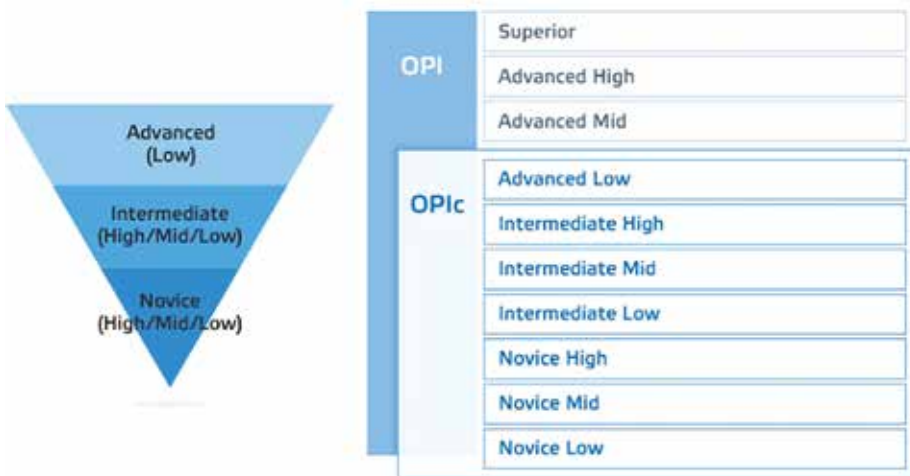 Advanced
(Low)
Intermediate
(High/Mid/Low)
Novice
(High/Mid/Low)
OPI
Superior
Advanced High
Advanced Mid
OPIc
Advanced Low
Intermediate High
Intermediate Mid
Intermediate Low
Novice High
Novice Mid
Novice Low